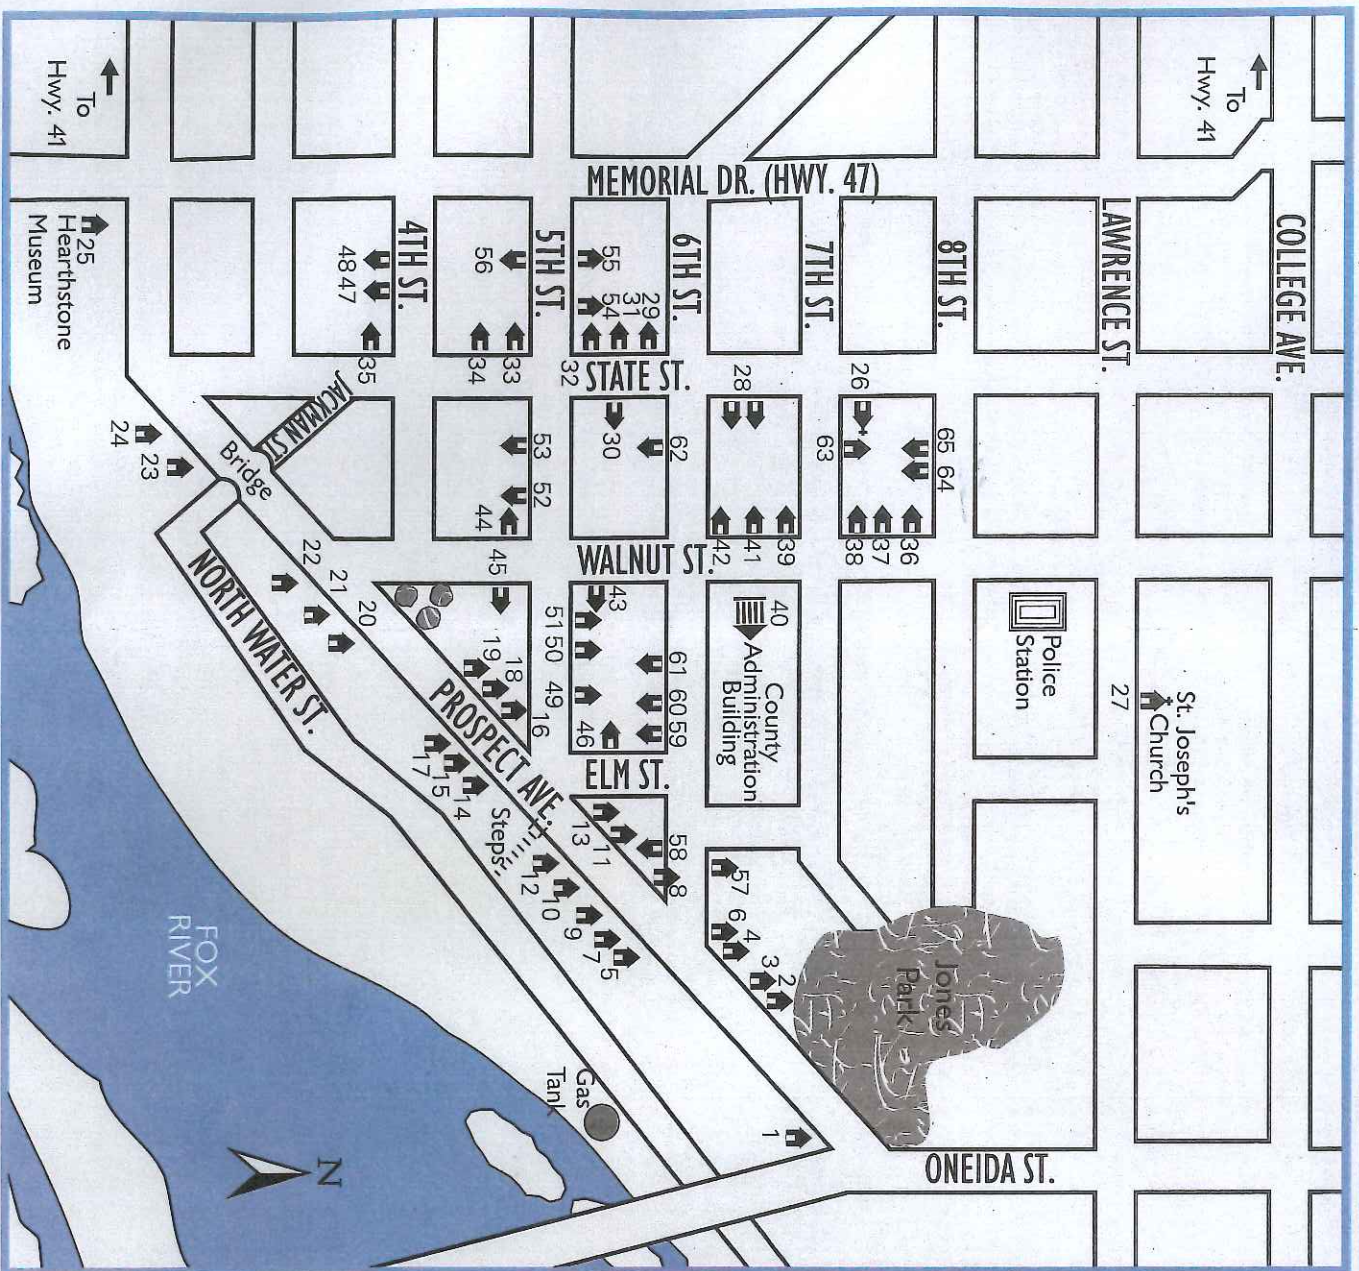 To
Hwy. 41
To
Hwy. 41
MEMORIAL DR. (HWY. 47)
COLLEGE AVE.
LAWRENCE ST.
8TH ST.
7TH ST.
6TH ST.
5TH ST.
4TH ST.
25
Hearthstone
Museum
48 47
56
55
54
31
29
35
34
33
32
STATE ST.
28
26
JACKMAN ST.
Bridge
24
23
53
52
44
30
62
63
65 64
42
41
39
38
37
36
45
WALNUT ST.
22
21
20
NORTH WATER ST.
PROSPECT AVE.
19
18
16
17
15
14
43
51 50 49
46
61 60 59
40
County
Administration
Building
Police
Station
27
St. Joseph's
Church
ELM ST.
Steps
13
11
58
8
12
10
9
7
5
57
6
4
3
2
Jones
Park
FOX
RIVER
Gas
Tank
1
ONEIDA ST.
N